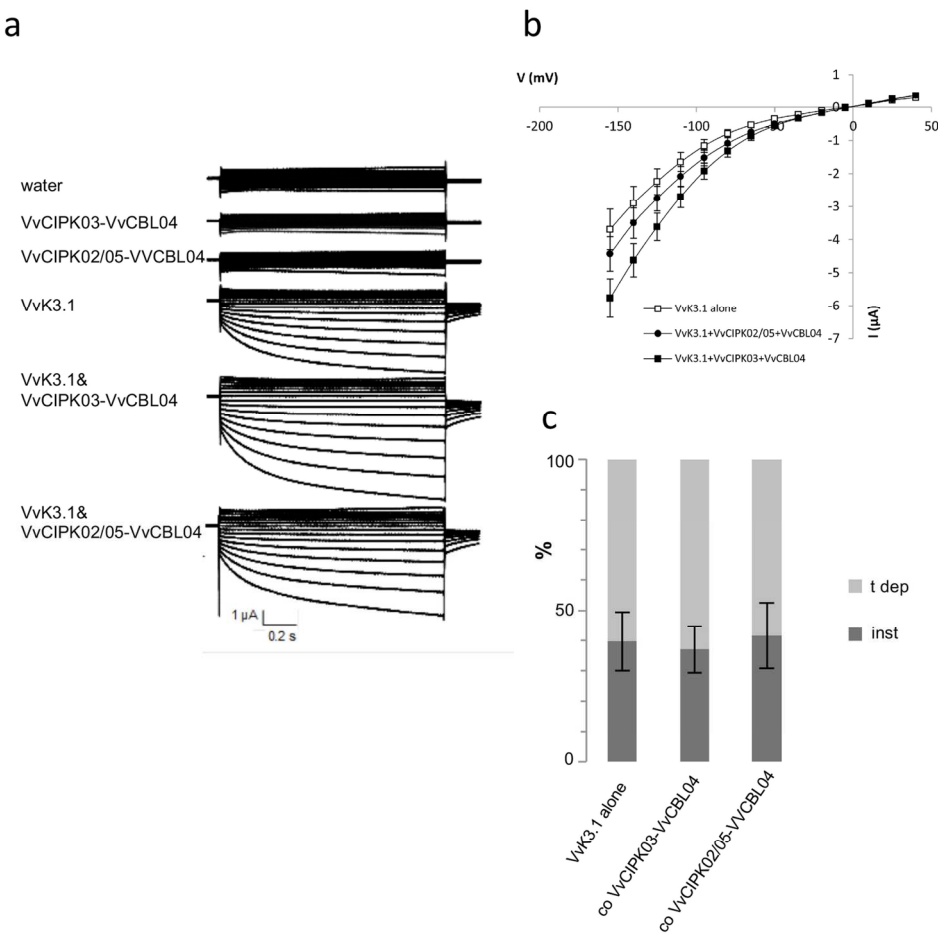 a
water
VvCIPK03-VvCBL04
VvCIPK02/05-VVCBL04
VvK3.1
VvK3.1&
VvCIPK03-VvCBL04
VvK3.1&
VvCIPK02/05-VvCBL04
1 µA
0.2 s
b
V (mV)
-200
-150
-100
-50
0
50
1
0
-1
-2
-3
-4
-5
-6
-7
I (µA)
VvK3.1 alone
VvK3.1+VvCIPK02/05+VvCBL04
VvK3.1+VvCIPK03+VvCBL04
c
100
50
0
%
t dep
inst
VvK3.1 alone
co VvCIPK03-VvCBL04
co VvCIPK02/05-VVCBL04